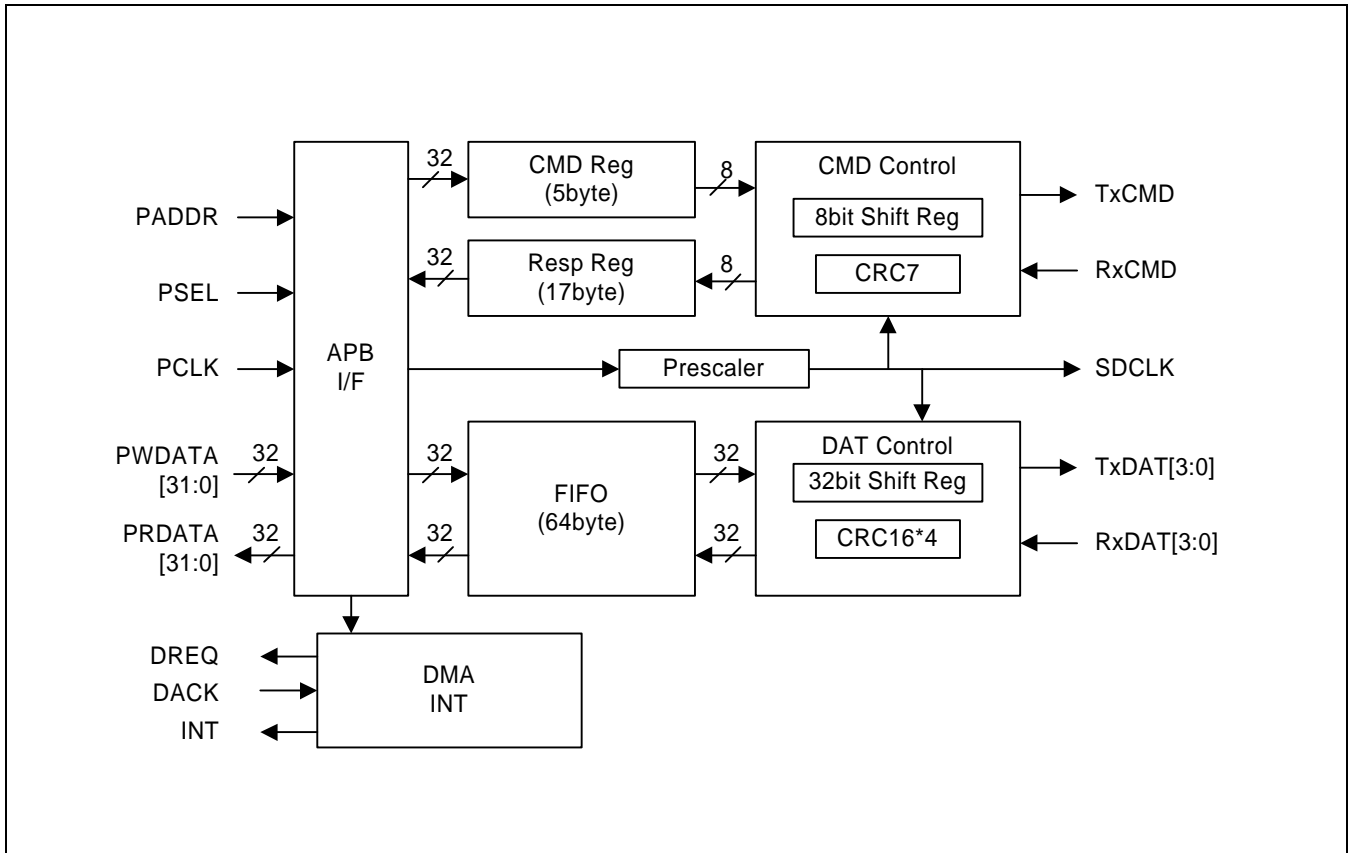 32
CMD Reg
(5byte)
8
CMD Control
8bit Shift Reg
CRC7
TxCMD
RxCMD
PADDR
32
Resp Reg
(17byte)
8
PSEL
PCLK
APB
I/F
Prescaler
SDCLK
PWDATA
[31:0]
32
PRDATA
[31:0]
32
32
32
FIFO
(64byte)
32
32
DAT Control
32bit Shift Reg
CRC16*4
TxDAT[3:0]
RxDAT[3:0]
DREQ
DACK
INT
DMA
INT